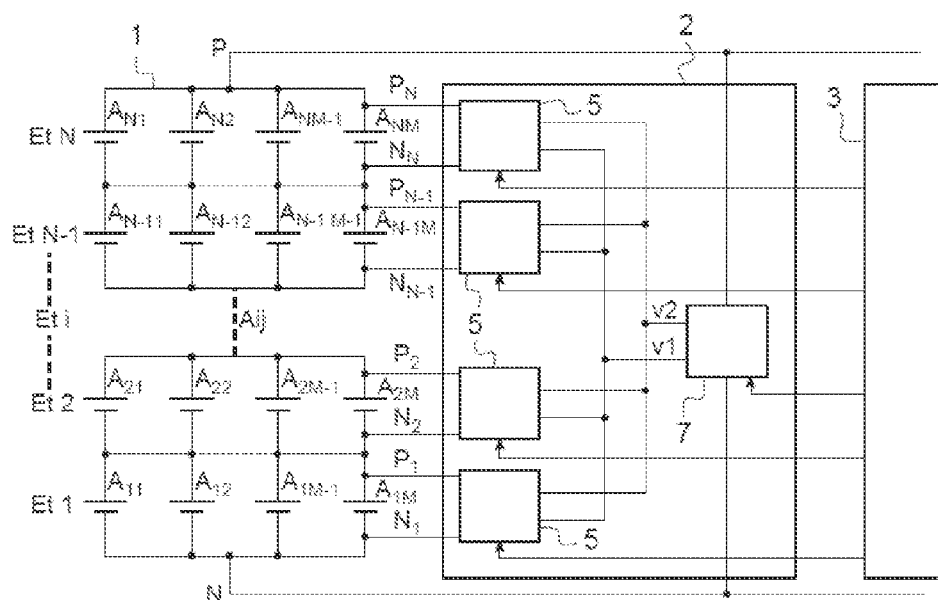 1 P 2
P_N 5 3
A_N1 A_N2 A_NM-1 A_NM
Et N
N_N
P_N-1
A_N-11 A_N-12 A_N-1 M-1 A_N-1M
Et N-1
N_N-1
Et i Aij 5 v2
v1
P_2
A_21 A_22 A_2M-1 A_2M
Et 2 N_2 7
P_1
A_11 A_12 A_1M-1 A_1M
Et 1 N_1 5
N